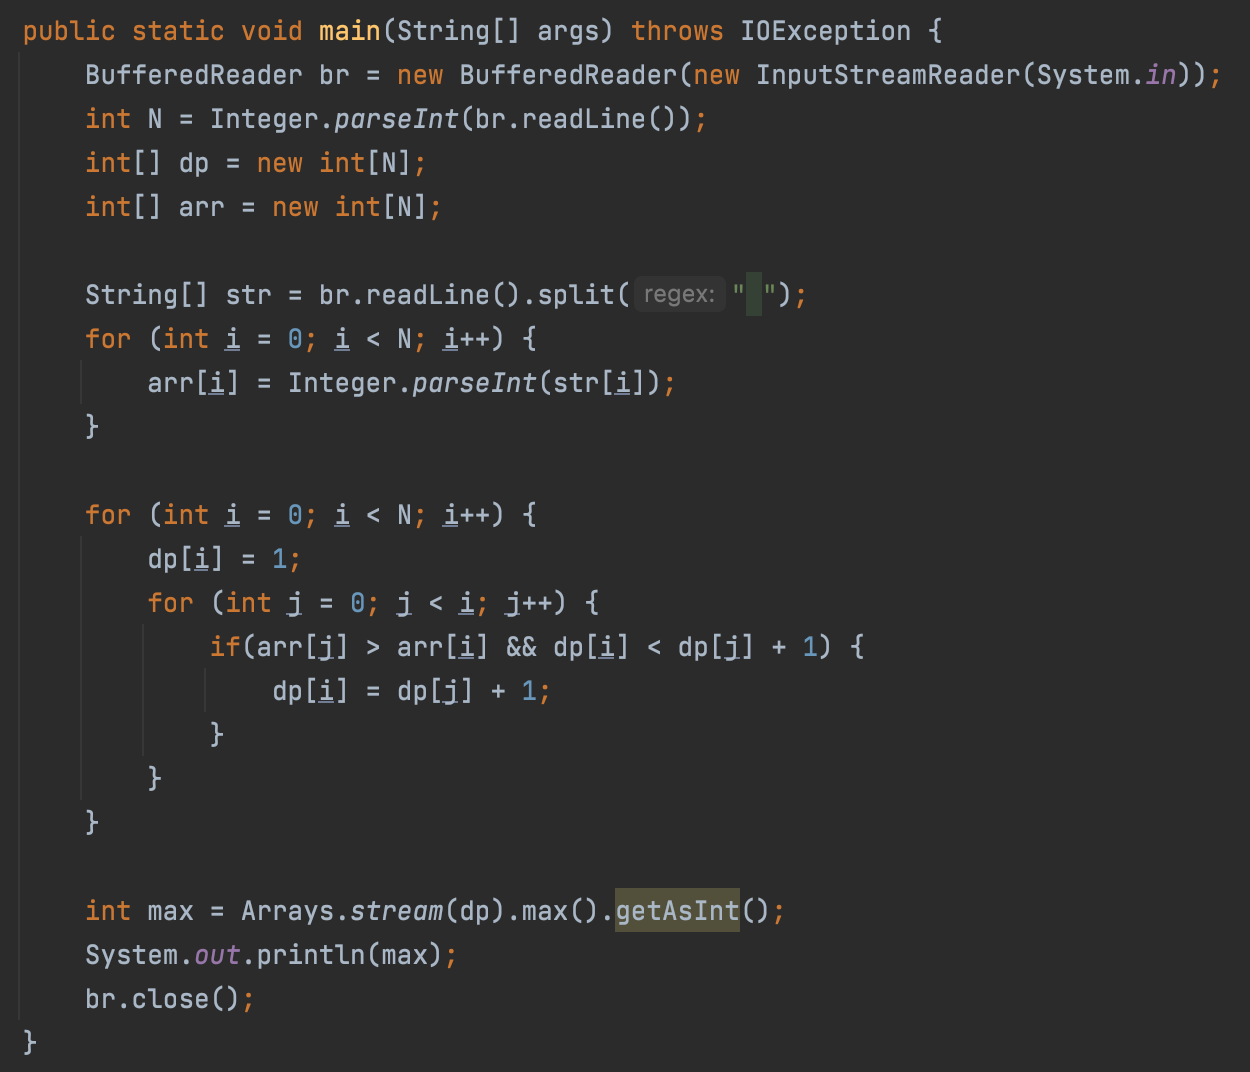 public static void main(String[] args) throws IOException {
    BufferedReader br = new BufferedReader(new InputStreamReader(System.in));
    int N = Integer.parseInt(br.readLine());
    int[] dp = new int[N];
    int[] arr = new int[N];

    String[] str = br.readLine().split( regex: " ");
    for (int i = 0; i < N; i++) {
        arr[i] = Integer.parseInt(str[i]);
    }

    for (int i = 0; i < N; i++) {
        dp[i] = 1;
        for (int j = 0; j < i; j++) {
            if(arr[j] > arr[i] && dp[i] < dp[j] + 1) {
                dp[i] = dp[j] + 1;
            }
        }
    }

    int max = Arrays.stream(dp).max().getAsInt();
    System.out.println(max);
    br.close();
}